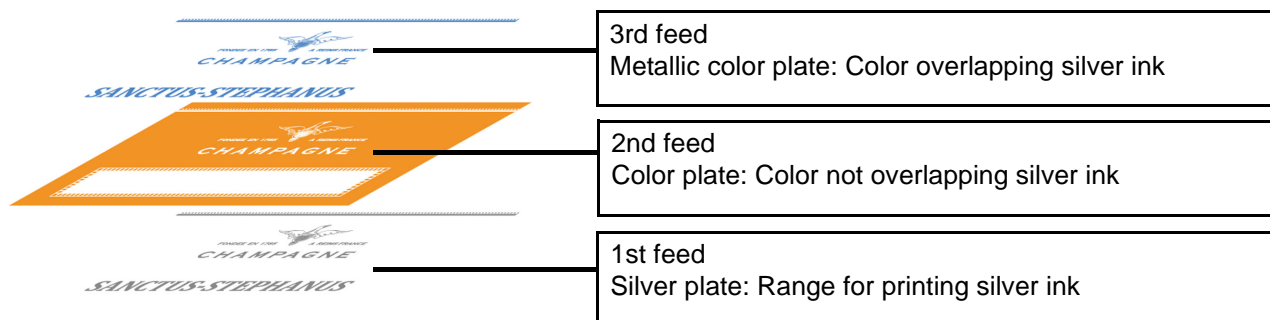 3rd feed
Metallic color plate: Color overlapping silver ink
CHAMPAGNE
SANCTUS-STEPHANUS
2nd feed
Color plate: Color not overlapping silver ink
CHAMPAGNE
1st feed
Silver plate: Range for printing silver ink
CHAMPAGNE
SANCTUS-STEPHANUS